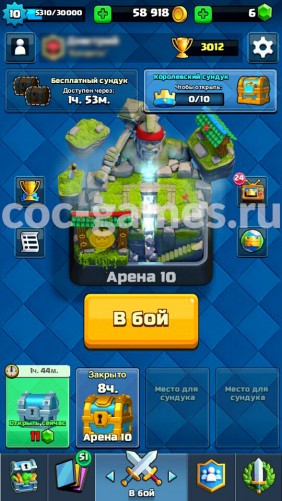 10 5310/30000 58 918 6
3012
Бесплатный сундук
Доступен через:
1ч. 53м.
Королевский сундук
Чтобы открыть:
0/10
24
coc-games.ru
Арена 10
В бой
1ч. 44м.
Открыть сейчас
11
Закрыто
8ч.
Арена 10
Место для
сундука
Место для
сундука
51
В бой